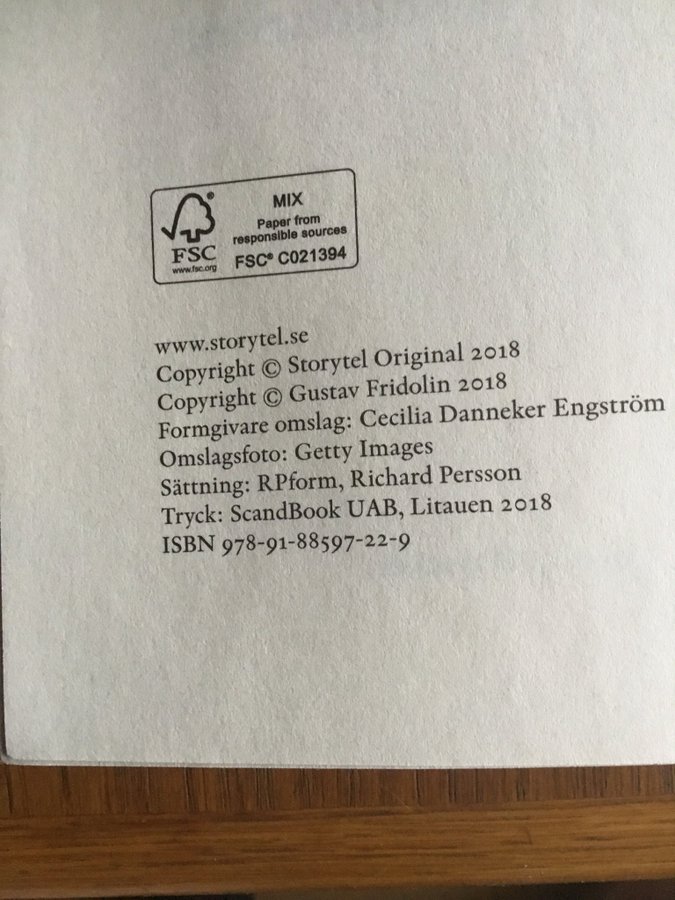 MIX
Paper from
responsible sources
FSC® C021394
®
FSC
www.fsc.org
www.storytel.se
Copyright © Storytel Original 2018
Copyright © Gustav Fridolin 2018
Formgivare omslag: Cecilia Danneker Engström
Omslagsfoto: Getty Images
Sättning: RPform, Richard Persson
Tryck: ScandBook UAB, Litauen 2018
ISBN 978-91-88597-22-9